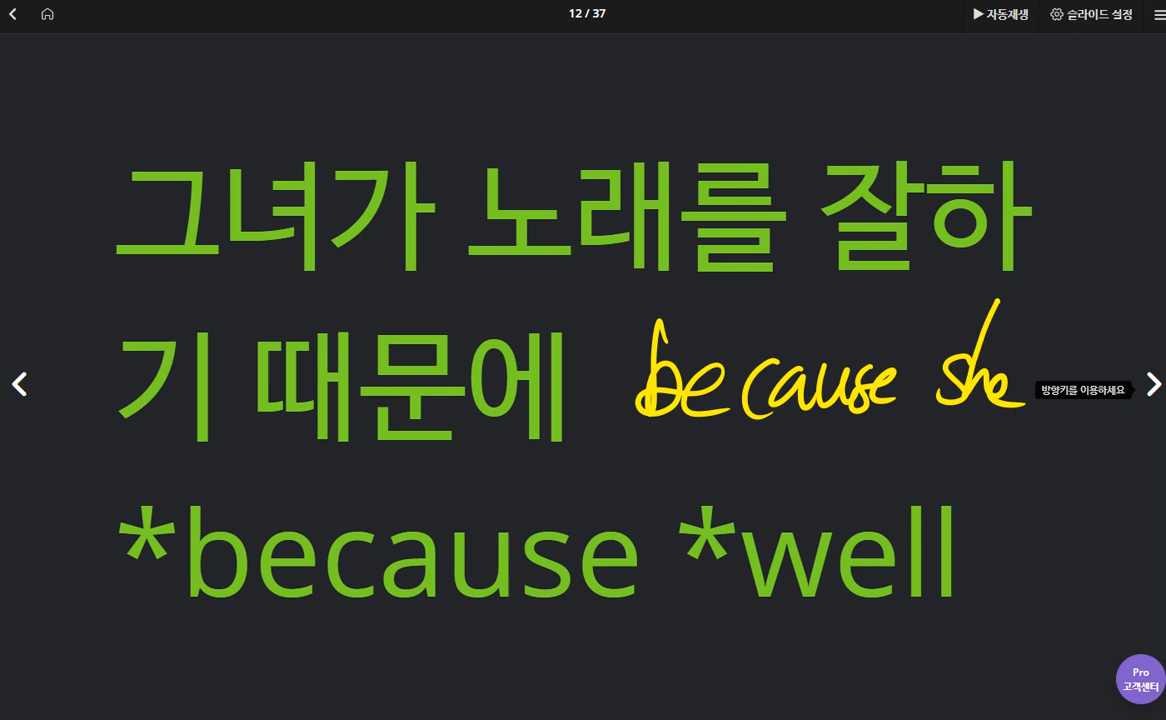 12 / 37
▶ 자동재생
슬라이드 설정
그녀가 노래를 잘하
기 때문에 because she
방향키를 이용하세요
*because *well
Pro
고객센터